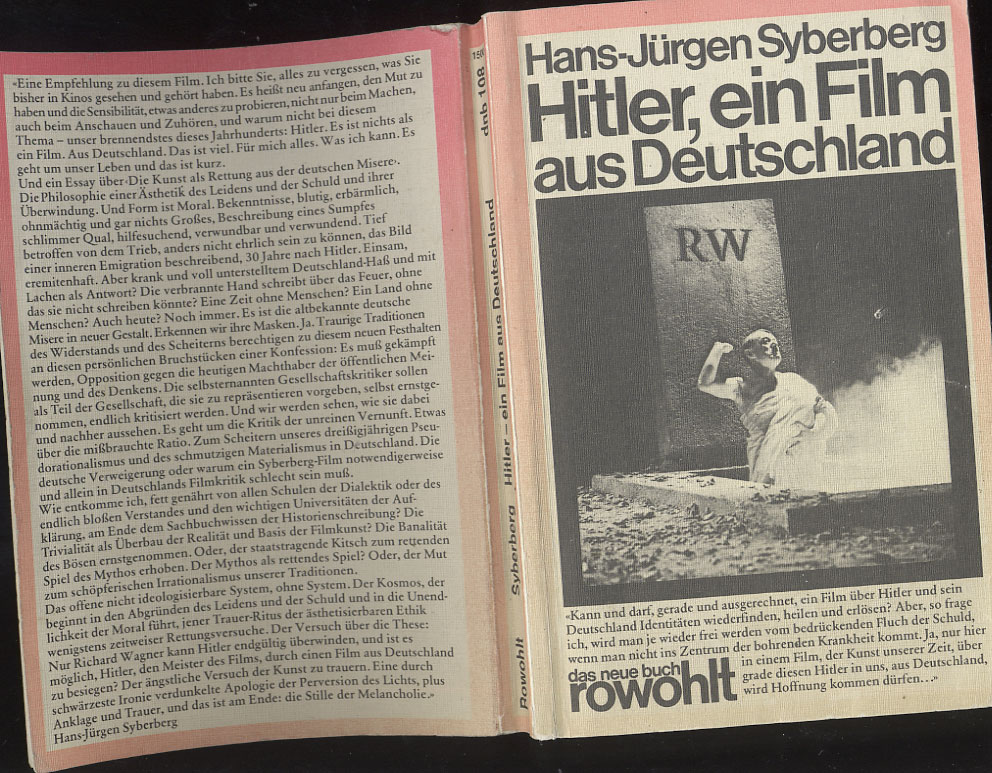 «Eine Empfehlung zu diesem Film. Ich bitte Sie, alles zu vergessen, was Sie
bisher in Kinos gesehen und gehört haben. Es heißt neu anfangen, den Mut zu
haben und die Sensibilität, etwas anderes zu probieren, nicht nur beim Machen,
auch beim Anschauen und Zuhören, und warum nicht bei diesem
Thema – unser brennendstes dieses Jahrhunderts: Hitler. Es ist nichts als
ein Film. Aus Deutschland. Das ist viel. Für mich alles. Was ich kann. Es
geht um unser Leben und das ist kurz.
Und ein Essay über ‹Die Kunst als Rettung aus der deutschen Misere›.
Die Philosophie einer Ästhetik des Leidens und der Schuld und ihrer
Überwindung. Und Form ist Moral. Bekenntnisse, blutig, erbärmlich,
ohnmächtig und gar nichts Großes, Beschreibung eines Sumpfes
schlimmer Qual, hilfesuchend, verwundbar und verwundend. Tief
betroffen von dem Trieb, anders nicht ehrlich sein zu können, das Bild
einer inneren Emigration beschreibend, 30 Jahre nach Hitler. Einsam,
eremitenhaft. Aber krank und voll unterstelltem Deutschland-Haß und mit
Lachen als Antwort? Die verbrannte Hand schreibt über das Feuer, ohne
das sie nicht schreiben könnte? Eine Zeit ohne Menschen? Ein Land ohne
Menschen? Auch heute? Noch immer. Es ist die altbekannte deutsche
Misere in neuer Gestalt. Erkennen wir ihre Masken. Ja. Traurige Traditionen
des Widerstands und des Scheiterns berechtigen zu diesem neuen Festhalten
an diesen persönlichen Bruchstücken einer Konfession: Es muß gekämpft
werden, Opposition gegen die heutigen Machthaber der öffentlichen Mei-
nung und des Denkens. Die selbsternannten Gesellschaftskritiker sollen
als Teil der Gesellschaft, die sie zu repräsentieren vorgeben, selbst ernstge-
nommen, endlich kritisiert werden. Und wir werden sehen, wie sie dabei
und nachher aussehen. Es geht um die Kritik der unreinen Vernunft. Etwas
über die mißbrauchte Ratio. Zum Scheitern unseres dreißigjährigen Pseu-
dorationalismus und des schmutzigen Materialismus in Deutschland. Die
deutsche Verweigerung oder warum ein Syberberg-Film notwendigerweise
und allein in Deutschlands Filmkritik schlecht sein muß.
Wie entkomme ich, fett genährt von allen Schulen der Dialektik oder des
endlich bloßen Verstandes und den wichtigen Universitäten der Auf-
klärung, am Ende dem Sachbuchwissen der Historienschreibung? Die
Trivialität als Überbau der Realität und Basis der Filmkunst? Die Banalität
des Bösen ernstgenommen. Oder, der staatstragende Kitsch zum rettenden
Spiel des Mythos erhoben. Der Mythos als rettendes Spiel? Oder, der Mut
zum schöpferischen Irrationalismus unserer Traditionen.
Das offene nicht ideologisierbare System, ohne System. Der Kosmos, der
beginnt in den Abgründen des Leidens und der Schuld und in die Unend-
lichkeit der Moral führt, jener Trauer-Ritus der ästhetisierbaren Ethik
wenigstens zeitweiser Rettungsversuche. Der Versuch über die These:
Nur Richard Wagner kann Hitler endgültig überwinden, und ist es
möglich, Hitler, den Meister des Films, durch einen Film aus Deutschland
zu besiegen? Der ängstliche Versuch der Kunst zu trauern. Eine durch
schwärzeste Ironie verdunkelte Apologie der Perversion des Lichts, plus
Anklage und Trauer, und das ist am Ende: die Stille der Melancholie.»
Hans-Jürgen Syberberg
dnb 108
Syberberg Hitler – ein Film aus Deutschland
Rowohlt
Hans-Jürgen Syberberg
Hitler, ein Film
aus Deutschland
RW
«Kann und darf, gerade und ausgerechnet, ein Film über Hitler und sein
Deutschland Identitäten wiederfinden, heilen und erlösen? Aber, so frage
ich, wird man je wieder frei werden vom bedrückenden Fluch der Schuld,
wenn man nicht ins Zentrum der bohrenden Krankheit kommt. Ja, nur hier
in einem Film, der Kunst unserer Zeit, über
grade diesen Hitler in uns, aus Deutschland,
wird Hoffnung kommen dürfen...»
das neue buch
rowohlt